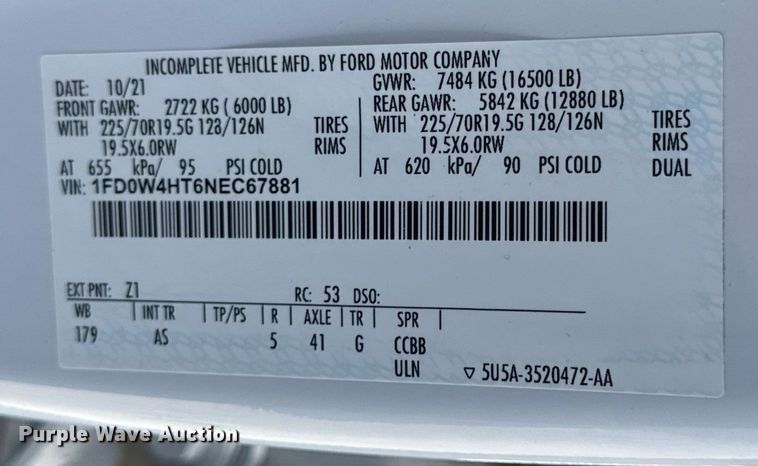 INCOMPLETE VEHICLE MFD. BY FORD MOTOR COMPANY
DATE: 10/21 GVWR: 7484 KG (16500 LB)
FRONT GAWR: 2722 KG ( 6000 LB) REAR GAWR: 5842 KG (12880 LB)
WITH 225/70R19.5G 128/126N TIRES WITH 225/70R19.5G 128/126N TIRES
19.5X6.0RW RIMS 19.5X6.0RW RIMS
AT 655 kPa/ 95 PSI COLD AT 620 kPa/ 90 PSI COLD DUAL
VIN: 1FD0W4HT6NEC67881
EXT PNT: Z1 RC: 53 DSO:
WB | INT TR | TP/PS | R | AXLE | TR | SPR
179 AS 5 41 G CCBB
ULN ▽ 5U5A-3520472-AA
Purple Wave Auction